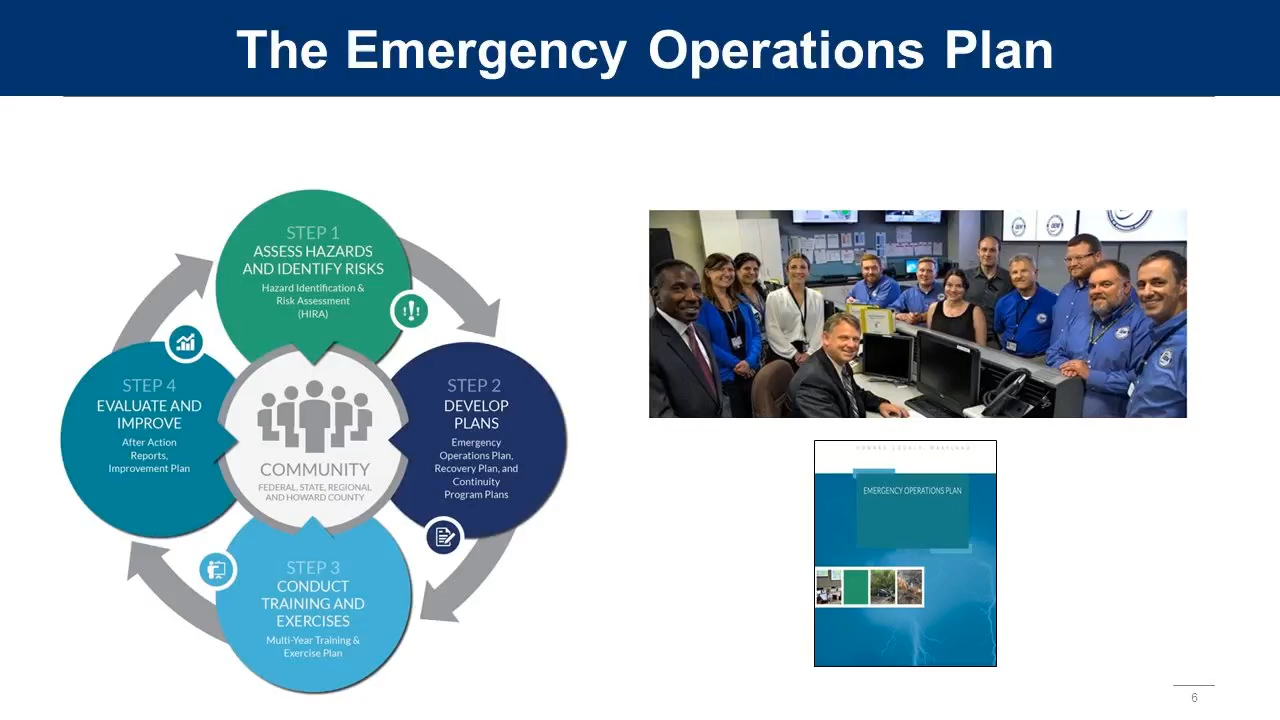 The Emergency Operations Plan
STEP 1
ASSESS HAZARDS
AND IDENTIFY RISKS
Hazard Identification &
Risk Assessment
(HIRA)
STEP 2
DEVELOP
PLANS
Emergency
Operations Plan,
Recovery Plan, and
Continuity
Program Plans
STEP 3
CONDUCT
TRAINING AND
EXERCISES
Multi-Year Training &
Exercise Plan
STEP 4
EVALUATE AND
IMPROVE
After Action
Reports,
Improvement Plan
COMMUNITY
FEDERAL, STATE, REGIONAL
AND HOWARD COUNTY
HOWARD COUNTY, MARYLAND
EMERGENCY OPERATIONS PLAN
6